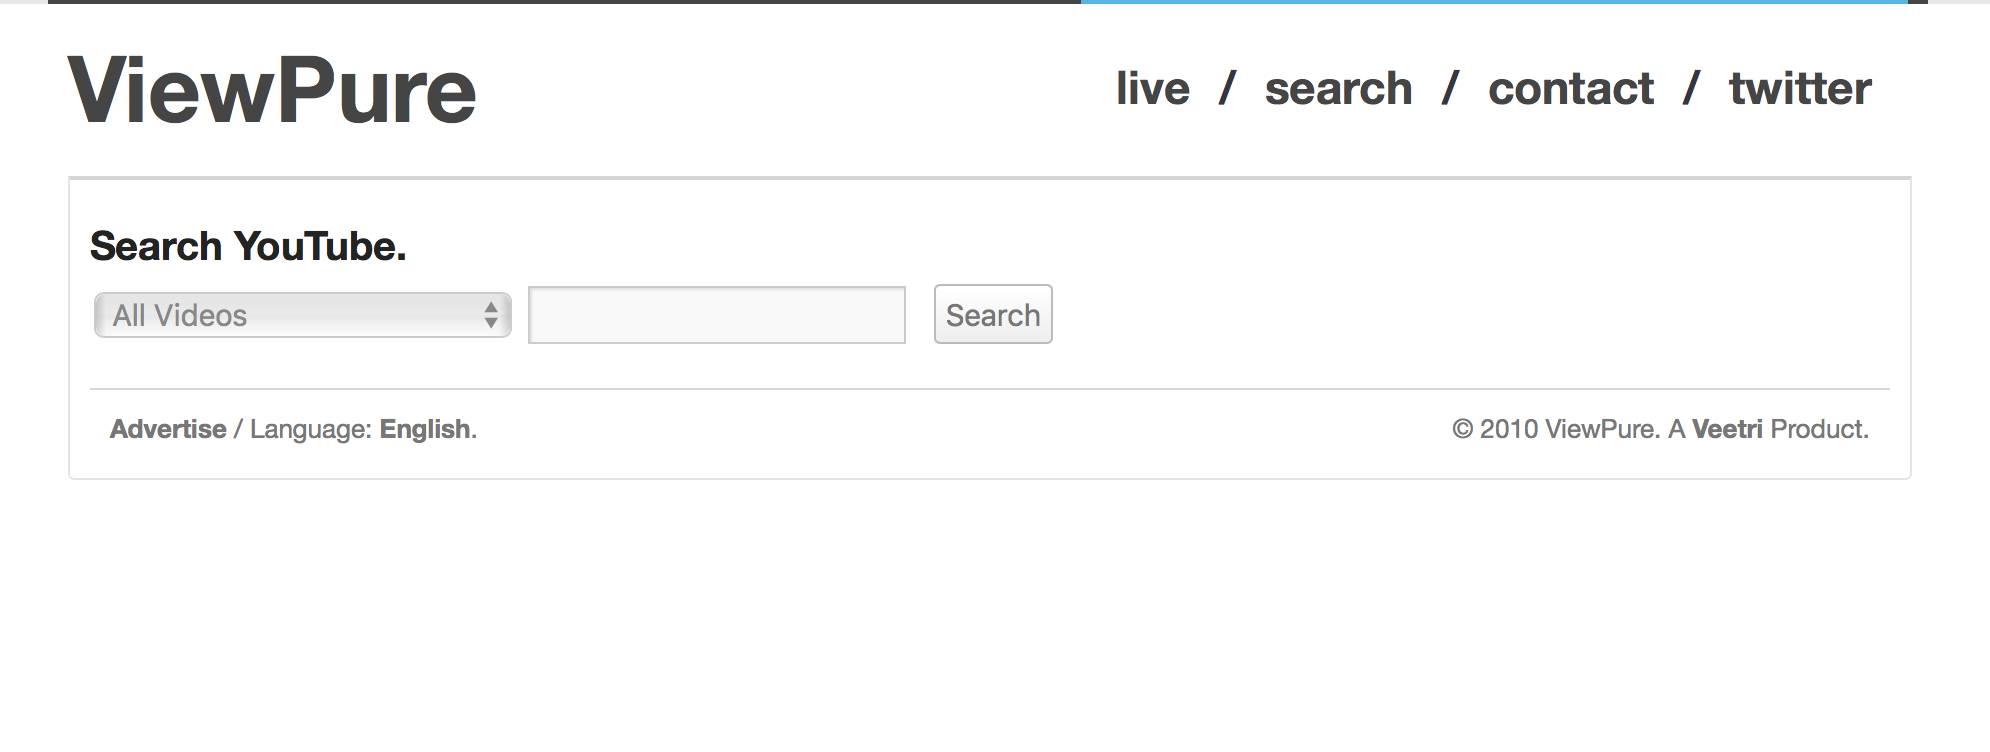 ViewPure
live / search / contact / twitter
Search YouTube.
All Videos Search
Advertise / Language: English.
© 2010 ViewPure. A Veetri Product.